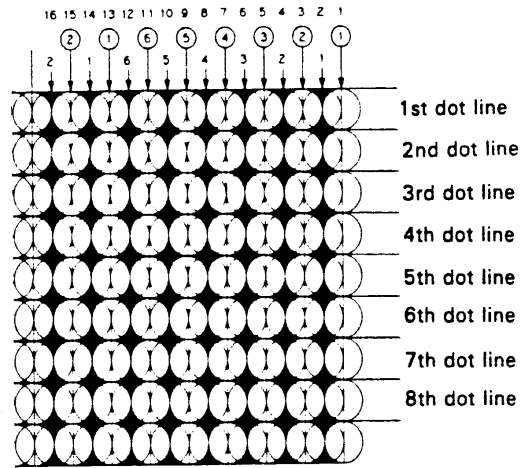 16 15 14 13 12 11 10 9 8 7 6 5 4 3 2 1
2 1 6 5 4 3 2 1
2 1 6 5 4 3 2 1
1st dot line
2nd dot line
3rd dot line
4th dot line
5th dot line
6th dot line
7th dot line
8th dot line